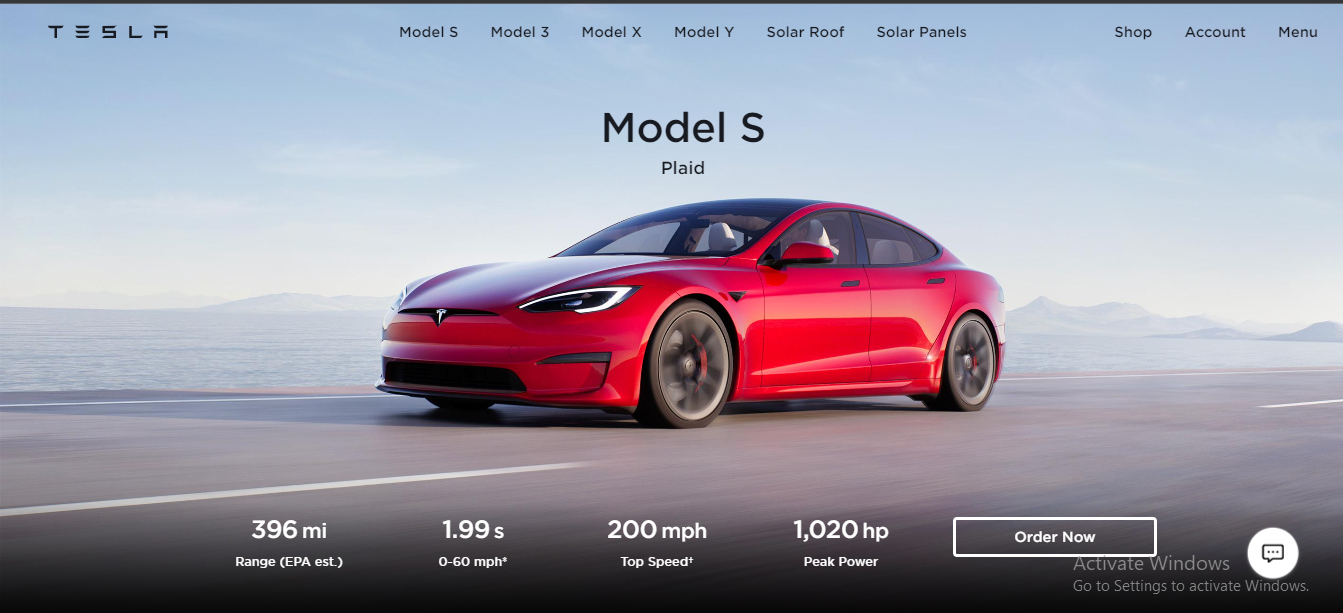 TESLA Model S Model 3 Model X Model Y Solar Roof Solar Panels Shop Account Menu
Model S
Plaid
396 mi 1.99 s 200 mph 1,020 hp
Order Now
Range (EPA est.) 0-60 mph* Top Speed† Peak Power
Activate Windows
Go to Settings to activate Windows.